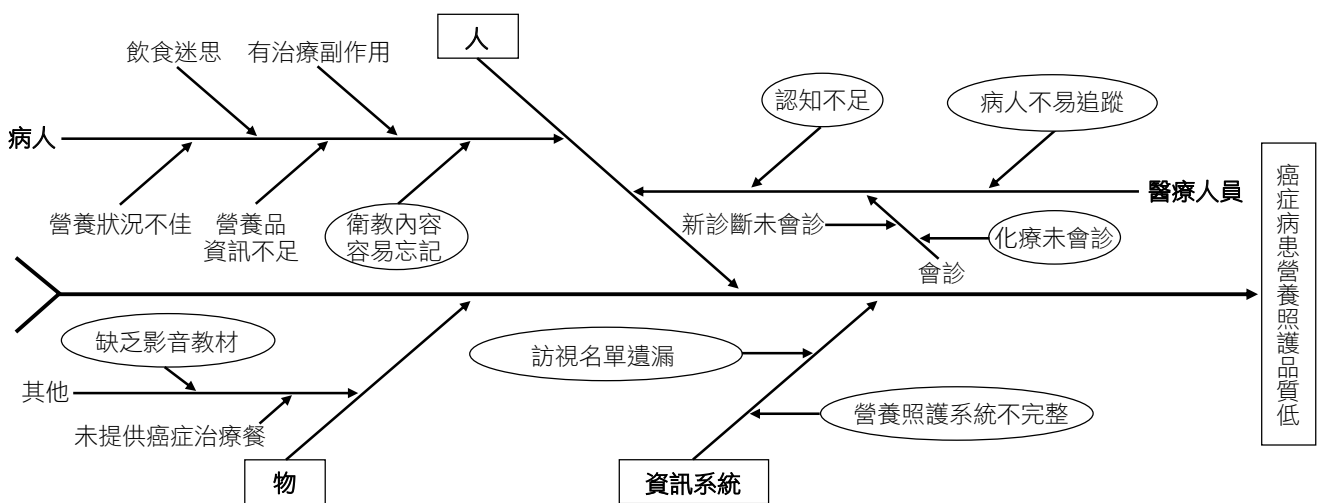 人
飲食迷思
有治療副作用
認知不足
病人不易追蹤
病人
醫療人員
營養狀況不佳
營養品
資訊不足
衛教內容
容易忘記
新診斷未會診
化療未會診
會診
癌症病患營養照護品質低
缺乏影音教材
訪視名單遺漏
其他
營養照護系統不完整
未提供癌症治療餐
物
資訊系統